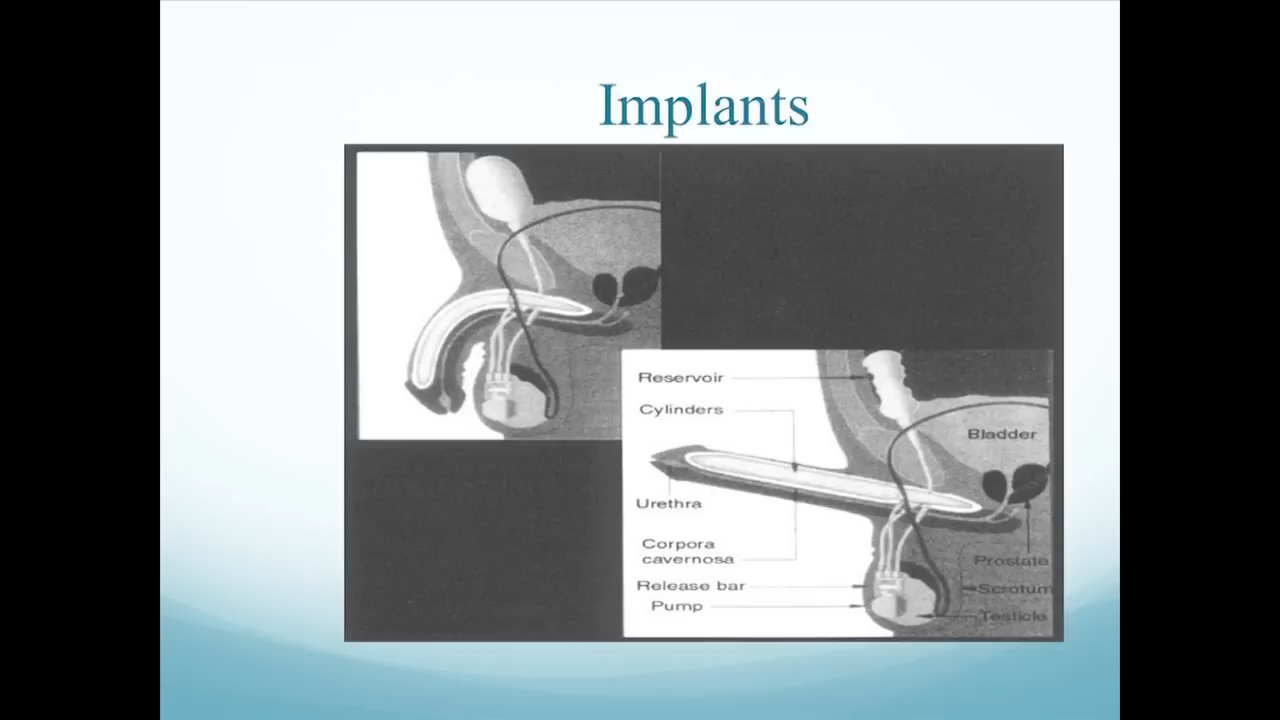 Implants
Reservoir
Cylinders
Bladder
Urethra
Corpora
cavernosa
Prostate
Release bar
Scrotum
Pump
Testicle